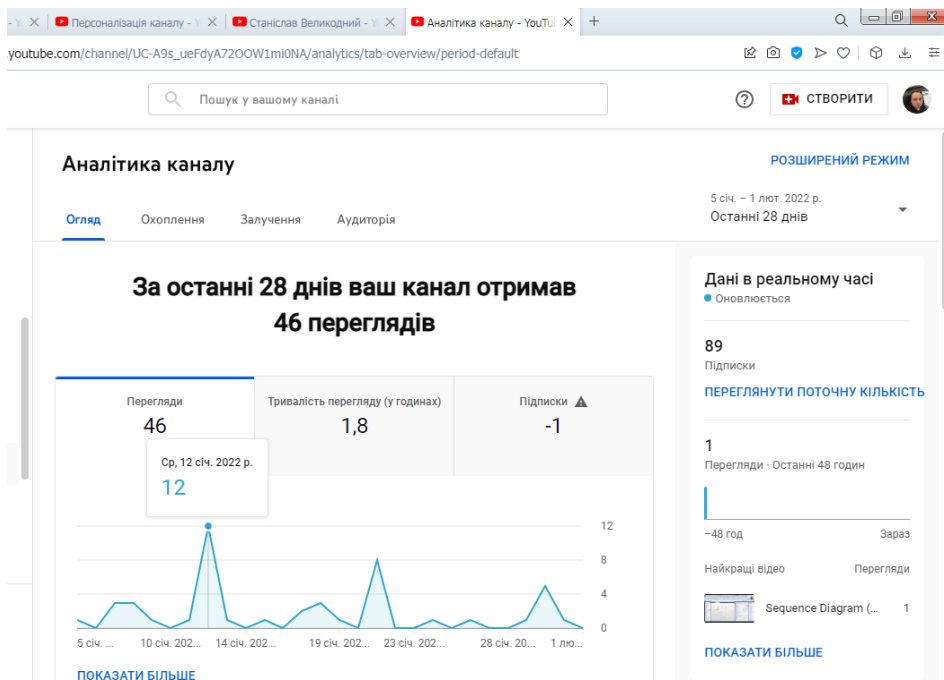 Персоналізація каналу - Y
Станіслав Великодний - Y
Аналітика каналу - YouTu
youtube.com/channel/UC-A9s_ueFdyA72OOW1mi0NA/analytics/tab-overview/period-default
Пошук у вашому каналі
СТВОРИТИ
Аналітика каналу
РОЗШИРЕНИЙ РЕЖИМ
Огляд
Охоплення
Залучення
Аудиторія
5 січ. – 1 лют. 2022 р.
Останні 28 днів
За останні 28 днів ваш канал отримав
46 переглядів
Перегляди
46
Тривалість перегляду (у годинах)
1,8
Підписки
-1
Ср, 12 січ. 2022 р.
12
12
8
4
0
5 січ. ...
10 січ. 202...
14 січ. 202...
19 січ. 202...
23 січ. 202...
28 січ. 20...
1 лю...
ПОКАЗАТИ БІЛЬШЕ
Дані в реальному часі
Оновлюється
89
Підписки
ПЕРЕГЛЯНУТИ ПОТОЧНУ КІЛЬКІСТЬ
1
Перегляди · Останні 48 годин
−48 год
Зараз
Найкращі відео
Перегляди
Sequence Diagram (...
1
ПОКАЗАТИ БІЛЬШЕ